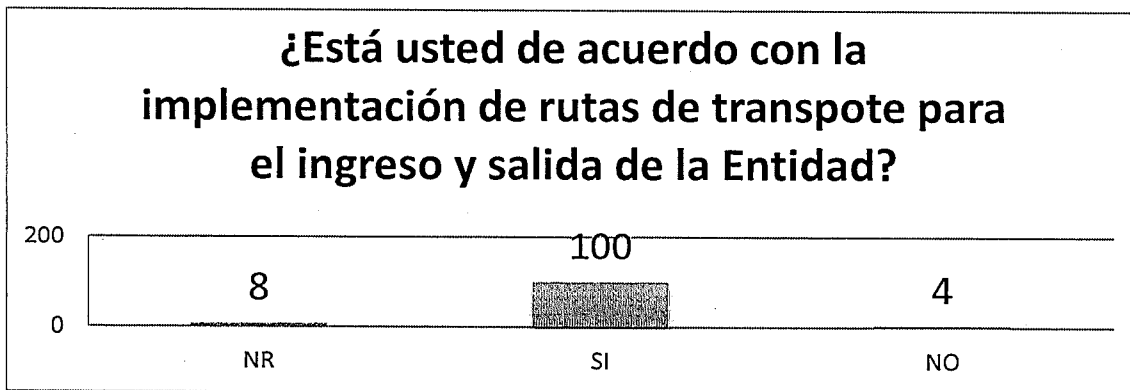 ¿Está usted de acuerdo con la
implementación de rutas de transpote para
el ingreso y salida de la Entidad?
200
100
8
4
0
NR
SI
NO